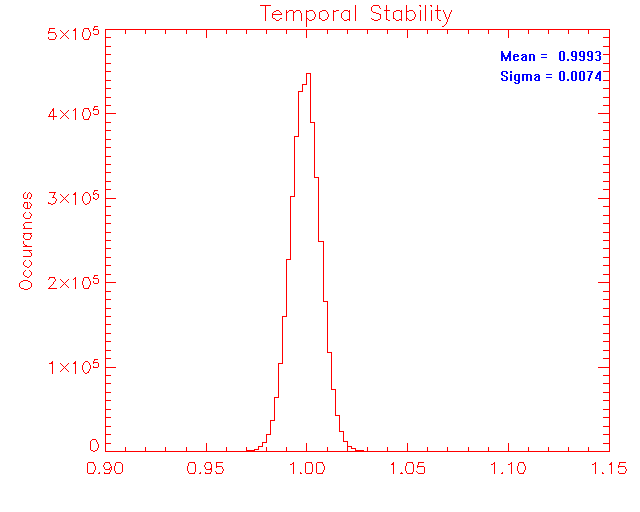 Temporal Stability
Mean = 0.9993
Sigma = 0.0074
5×10⁵
4×10⁵
3×10⁵
2×10⁵
1×10⁵
0
Occurances
0.90 0.95 1.00 1.05 1.10 1.15